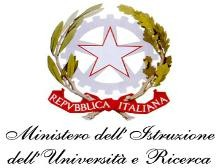 REPVBBLICA ITALIANA
Ministero dell'Istruzione
dell'Università e Ricerca